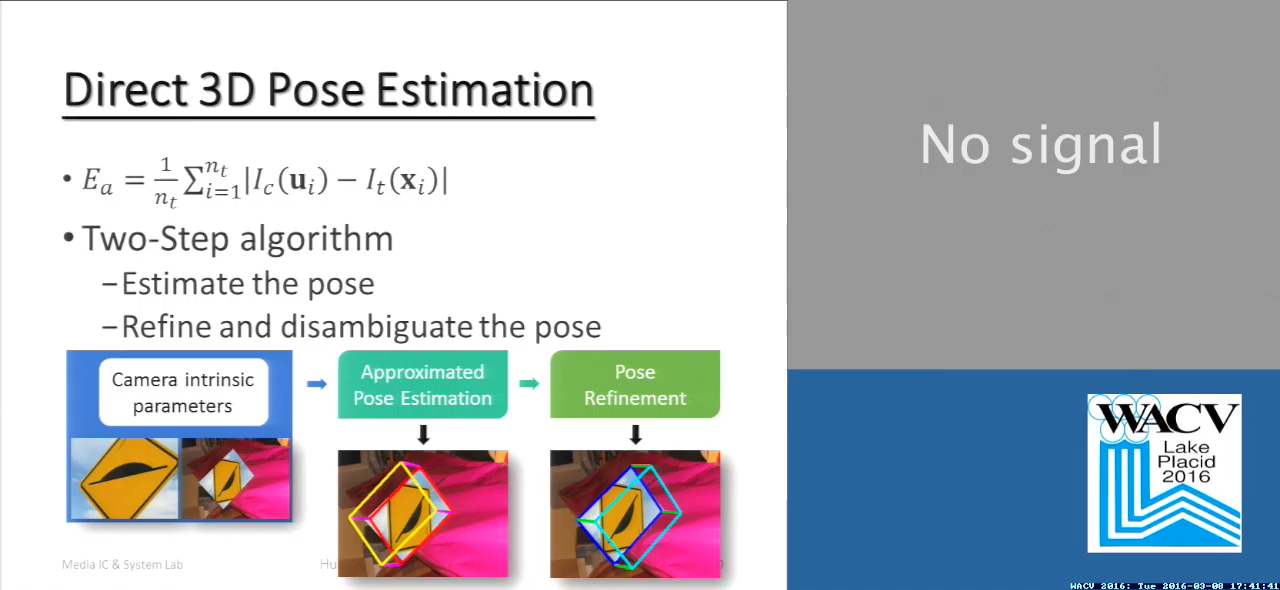 Direct 3D Pose Estimation
• E_a = \frac{1}{n_t} \sum_{i=1}^{n_t} |I_c(\mathbf{u}_i) − I_t(\mathbf{x}_i)|
• Two-Step algorithm
–Estimate the pose
–Refine and disambiguate the pose
Camera intrinsic
parameters
Approximated
Pose Estimation
Pose
Refinement
Media IC & System Lab
No signal
WACV
Lake
Placid
2016
WACV 2016: Tue 2016-03-08 17:41:41